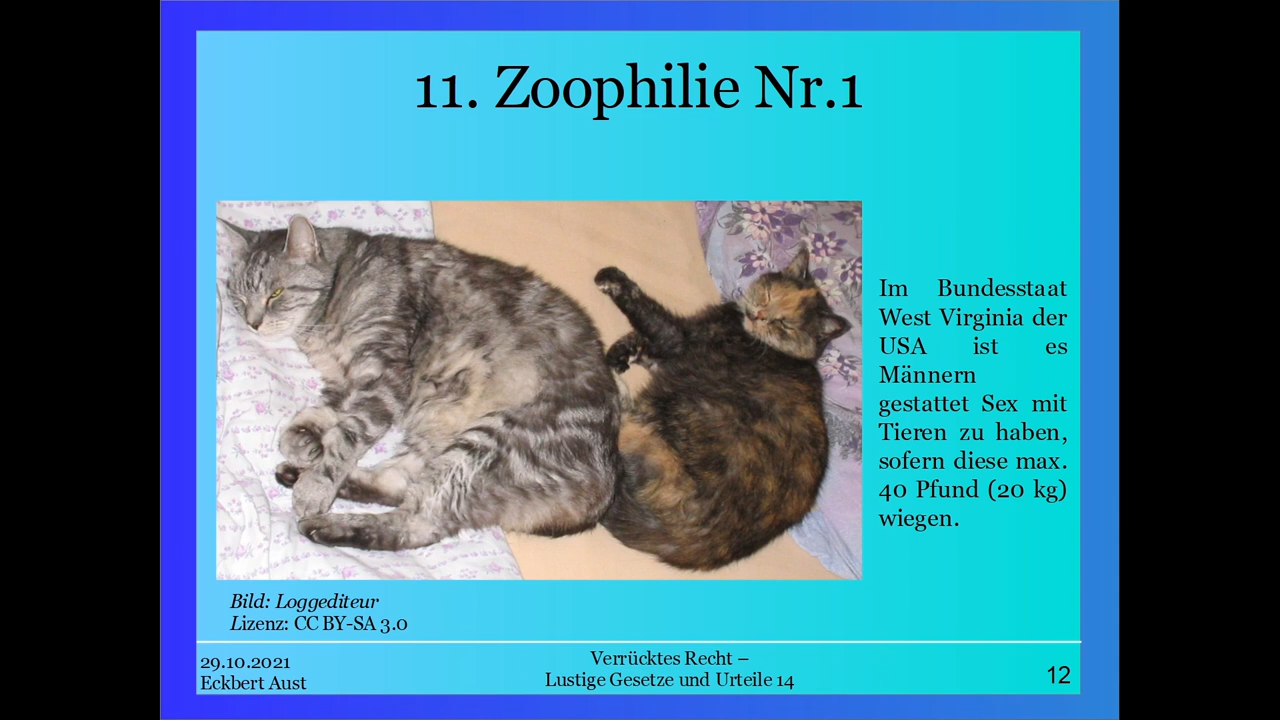 11. Zoophilie Nr.1
Im Bundesstaat
West Virginia der
USA ist es
Männern
gestattet Sex mit
Tieren zu haben,
sofern diese max.
40 Pfund (20 kg)
wiegen.
Bild: Loggediteur
Lizenz: CC BY-SA 3.0
29.10.2021
Eckbert Aust
Verrücktes Recht –
Lustige Gesetze und Urteile 14
12